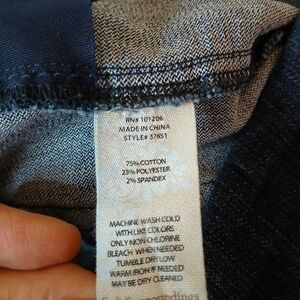 RN# 101206
MADE IN CHINA
STYLE# 37851
75% COTTON
23% POLYESTER
2% SPANDEX
MACHINE WASH COLD
WITH LIKE COLORS
ONLY NON-CHLORINE
BLEACH WHEN NEEDED
TUMBLE DRY LOW
WARM IRON IF NEEDED
MAY BE DRY CLEANED